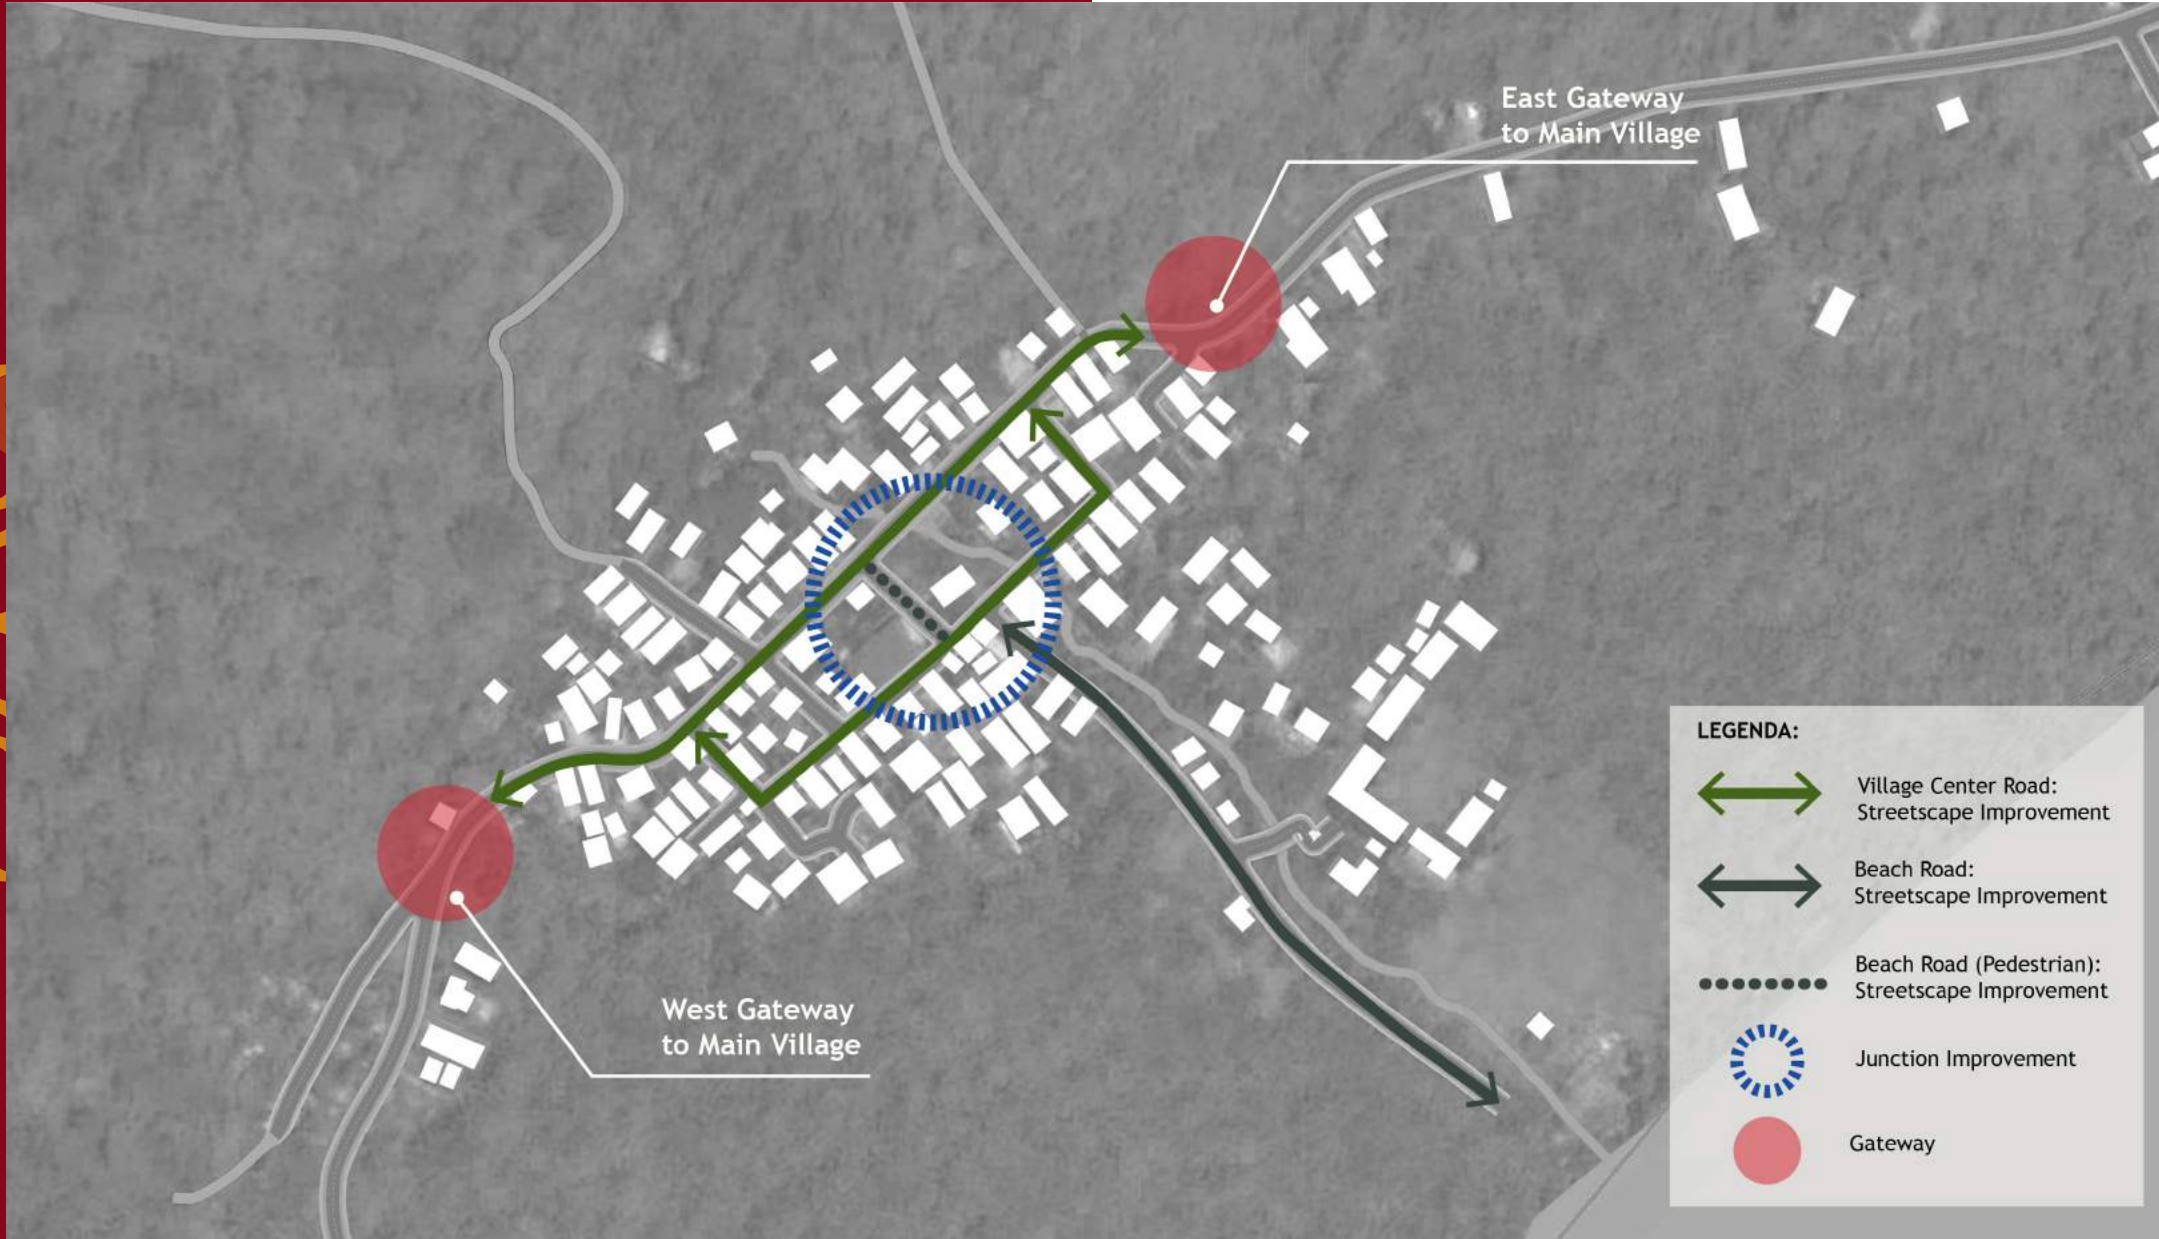 East Gateway
to Main Village
West Gateway
to Main Village
LEGENDA:
Village Center Road:
Streetscape Improvement
Beach Road:
Streetscape Improvement
Beach Road (Pedestrian):
Streetscape Improvement
Junction Improvement
Gateway